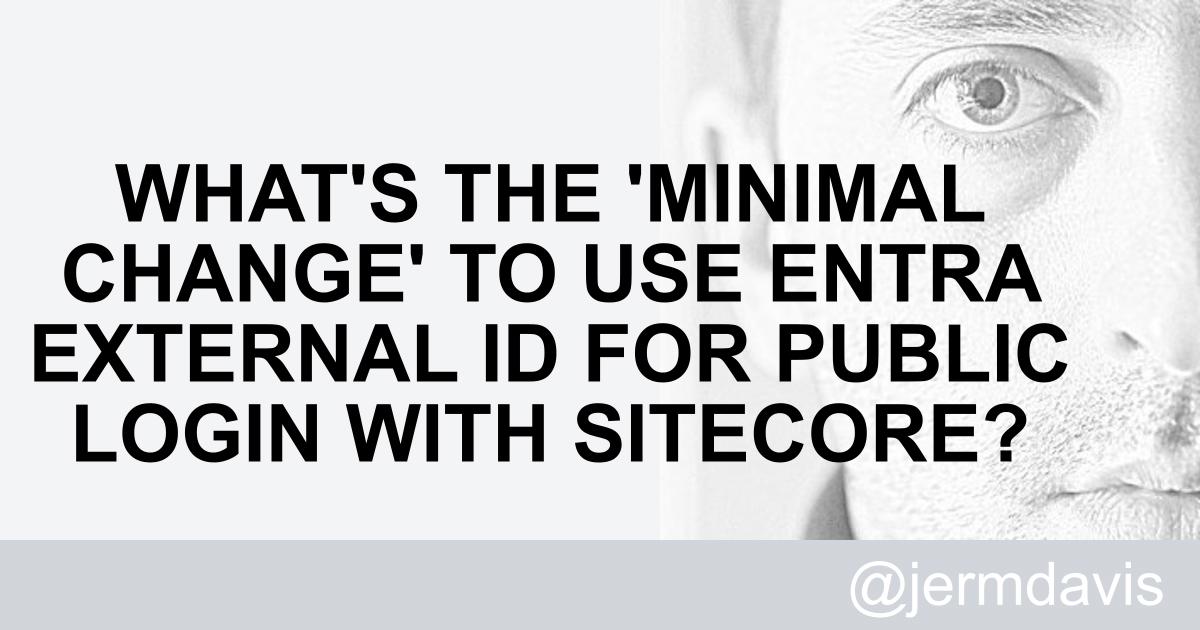 WHAT'S THE 'MINIMAL
CHANGE' TO USE ENTRA
EXTERNAL ID FOR PUBLIC
LOGIN WITH SITECORE?
@jermdavis